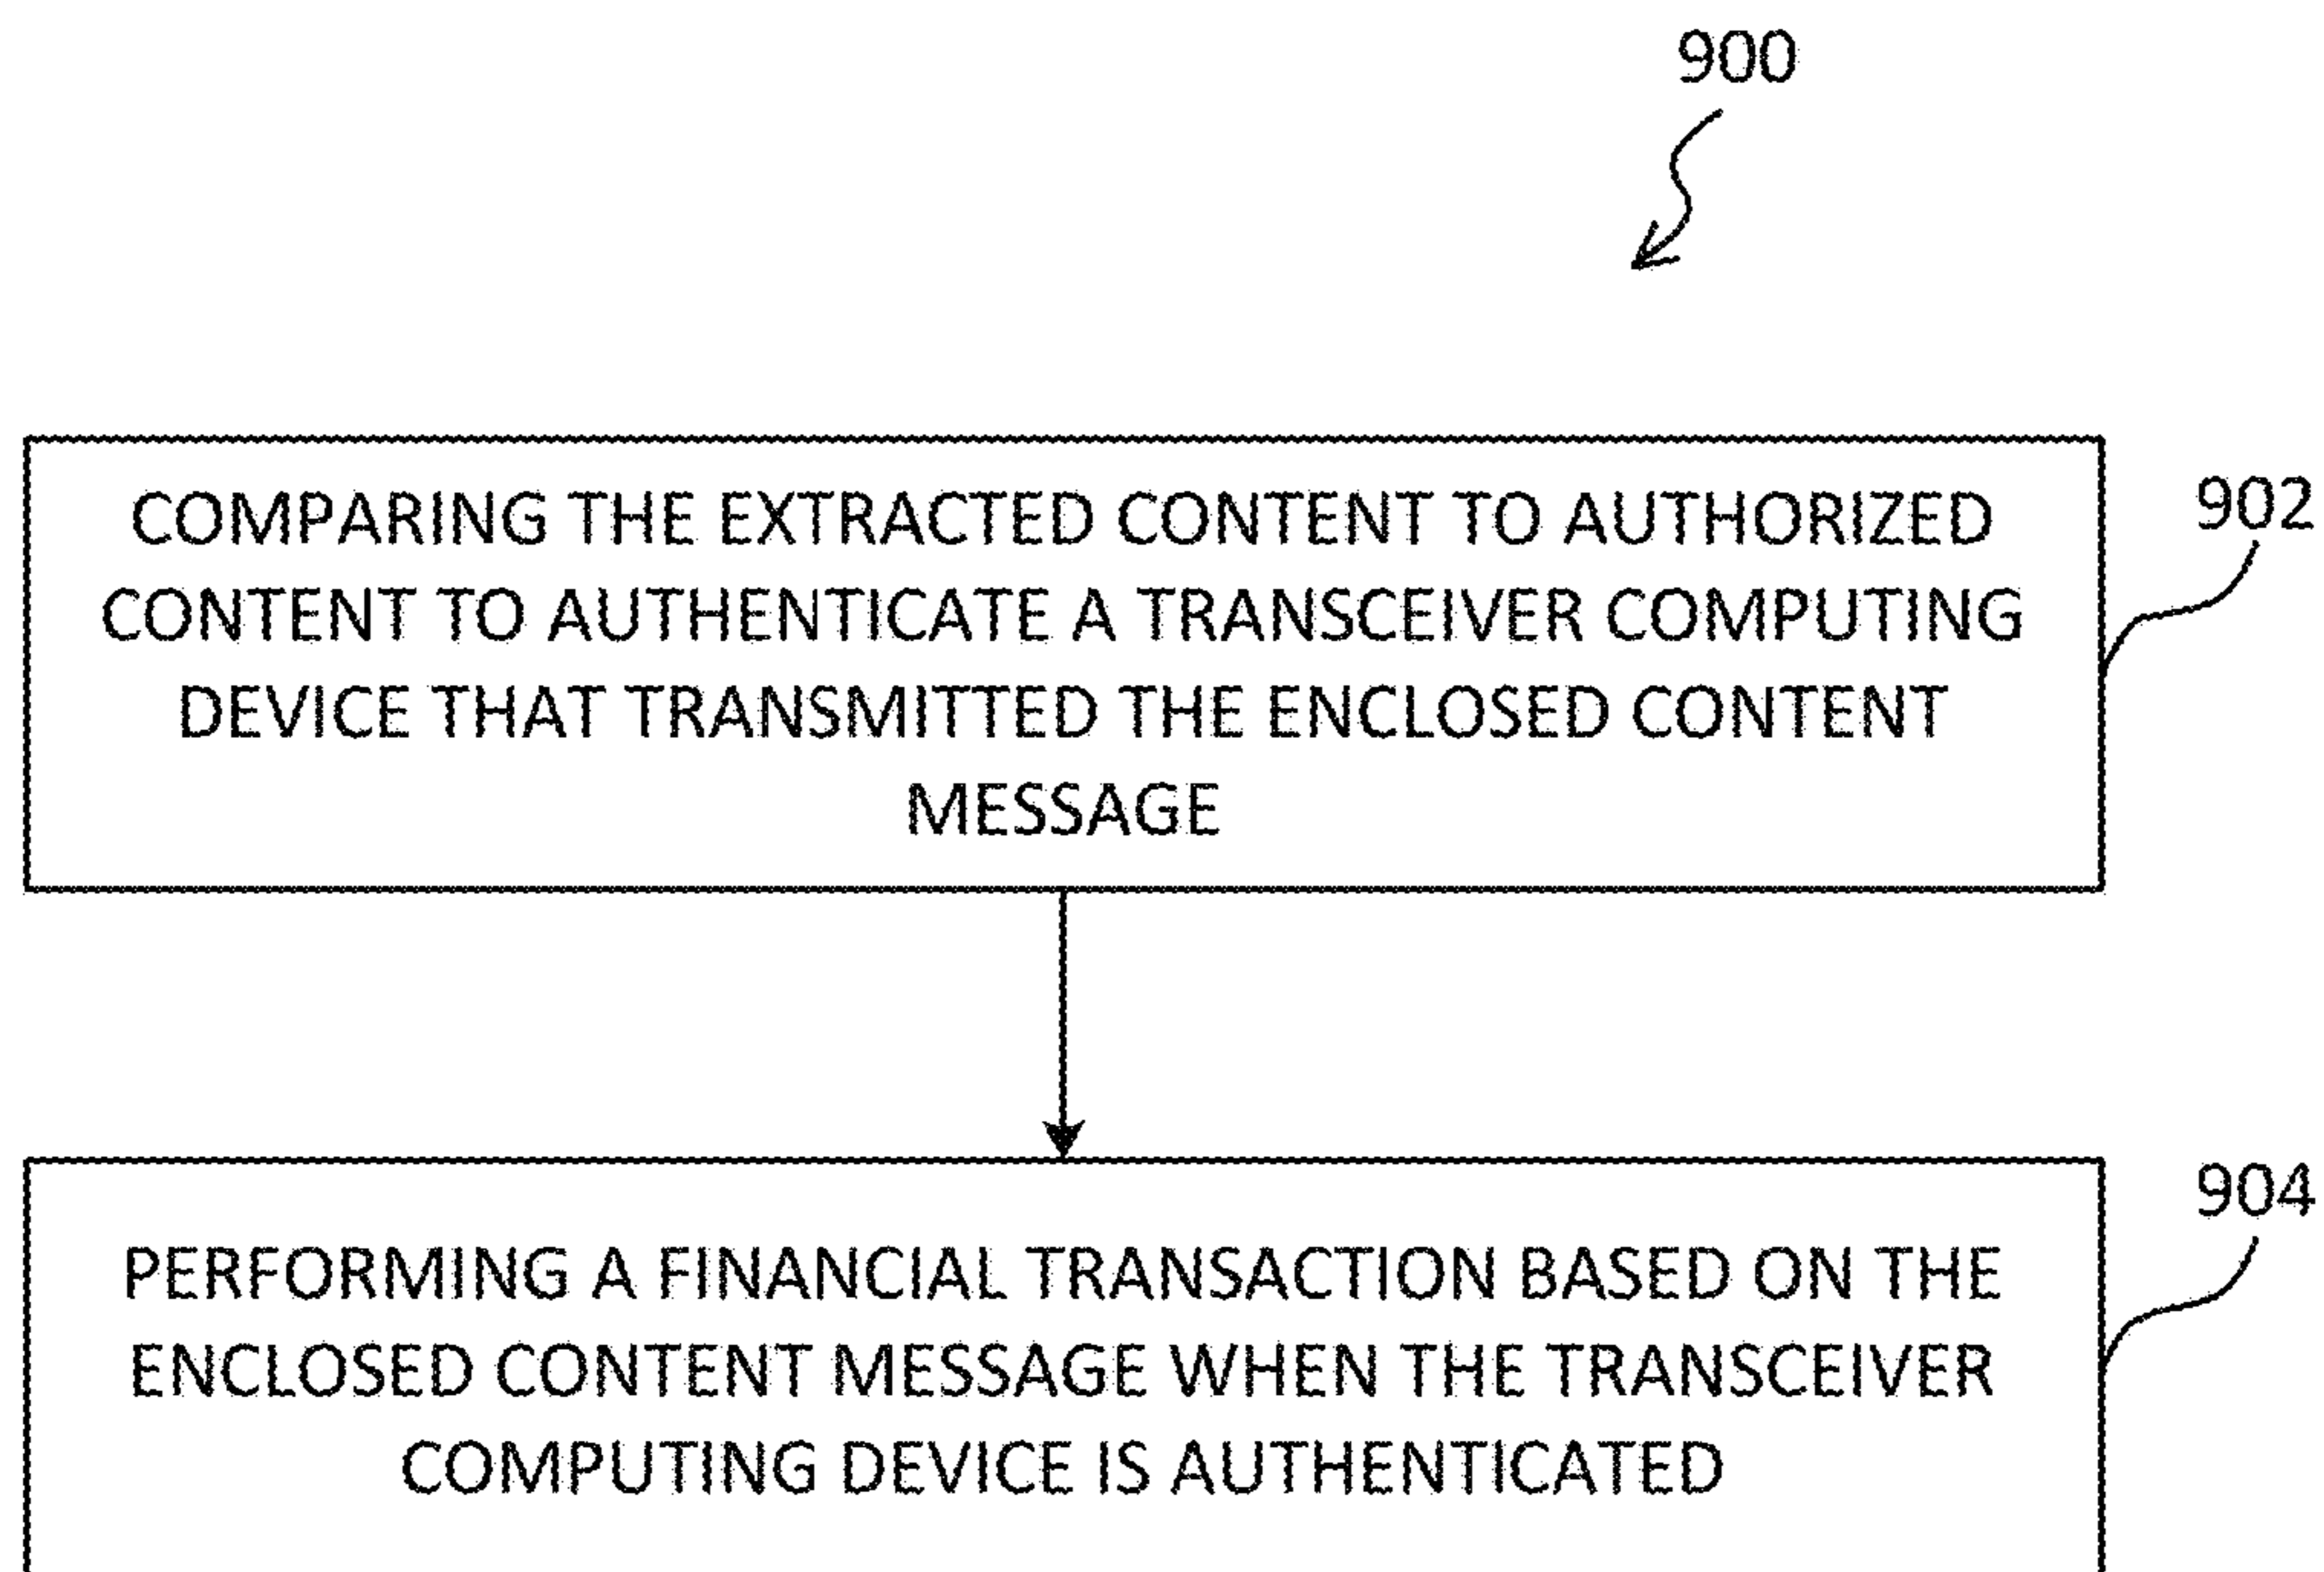 900
COMPARING THE EXTRACTED CONTENT TO AUTHORIZED
CONTENT TO AUTHENTICATE A TRANSCEIVER COMPUTING
DEVICE THAT TRANSMITTED THE ENCLOSED CONTENT
MESSAGE
902
PERFORMING A FINANCIAL TRANSACTION BASED ON THE
ENCLOSED CONTENT MESSAGE WHEN THE TRANSCEIVER
COMPUTING DEVICE IS AUTHENTICATED
904